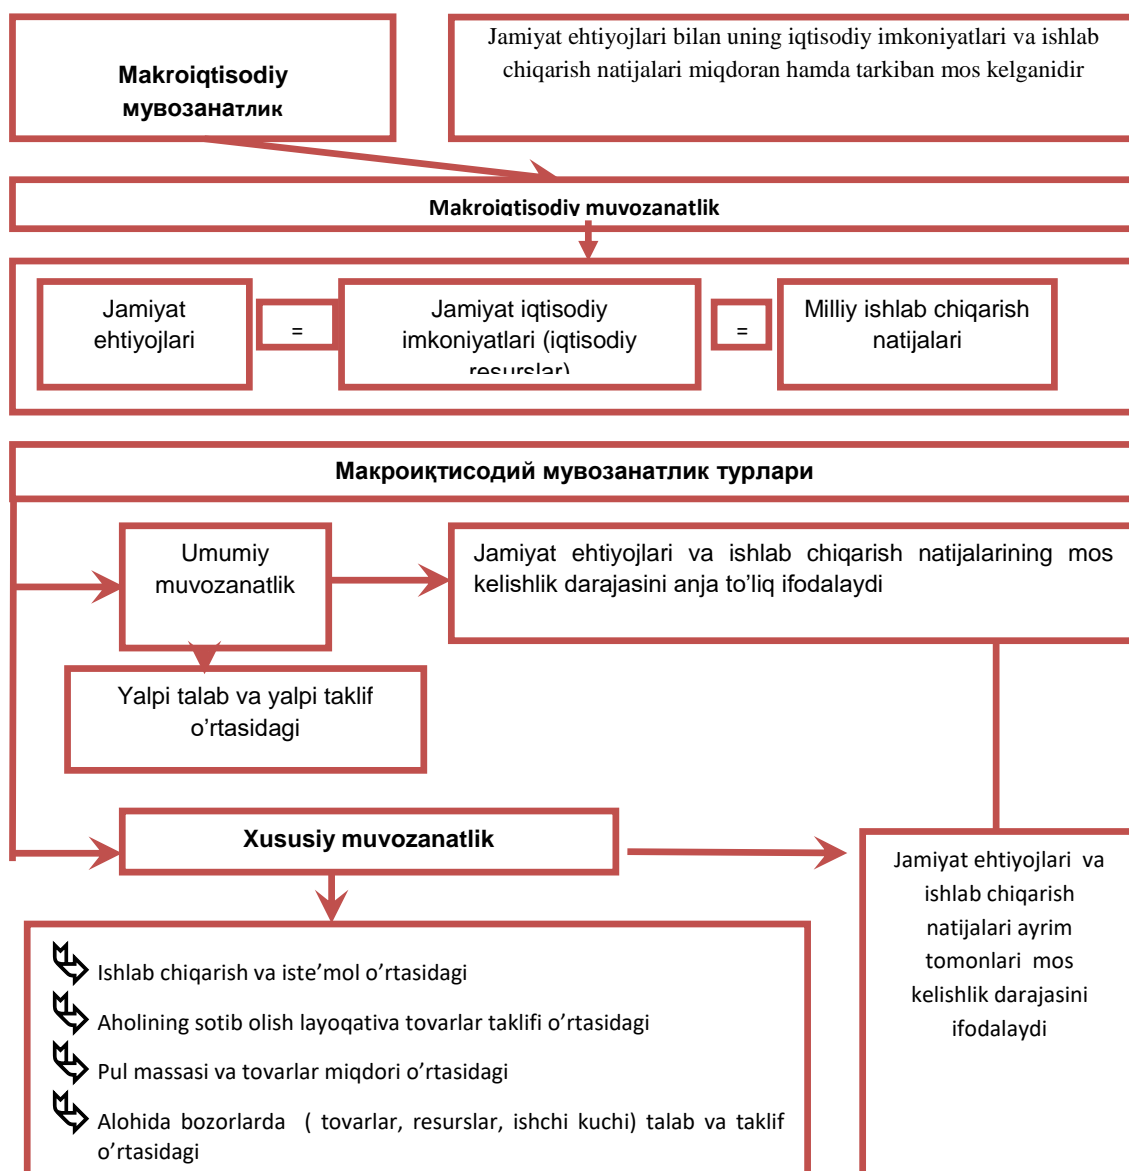 Makroiqtisodiy
мувозанатлик
Jamiyat ehtiyojlari bilan uning iqtisodiy imkoniyatlari va ishlab
chiqarish natijalari miqdoran hamda tarkiban mos kelganidir
Makroiqtisodiy muvozanatlik
Jamiyat
ehtiyojlari
=
Jamiyat iqtisodiy
imkoniyatlari (iqtisodiy
resurslar)
=
Milliy ishlab chiqarish
natijalari
Макроиқтисодий мувозанатлик турлари
Umumiy
muvozanatlik
Jamiyat ehtiyojlari va ishlab chiqarish natijalarining mos
kelishlik darajasini anja to’liq ifodalaydi
Yalpi talab va yalpi taklif
o’rtasidagi
Xususiy muvozanatlik
Jamiyat ehtiyojlari va
ishlab chiqarish
natijalari ayrim
tomonlari mos
kelishlik darajasini
ifodalaydi
Ishlab chiqarish va iste’mol o’rtasidagi
Aholining sotib olish layoqativa tovarlar taklifi o’rtasidagi
Pul massasi va tovarlar miqdori o’rtasidagi
Alohida bozorlarda ( tovarlar, resurslar, ishchi kuchi) talab va taklif
o’rtasidagi